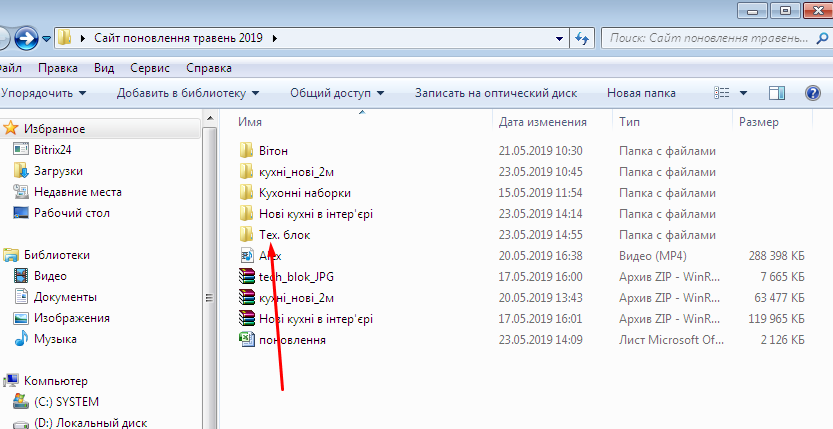 Сайт поновлення травень 2019
Поиск: Сайт поновлення травень...
айл Правка Вид Сервис Справка
Упорядочить Добавить в библиотеку Общий доступ Записать на оптический диск Новая папка
Избранное
Bitrix24
Загрузки
Недавние места
Рабочий стол
Библиотеки
Видео
Документы
Изображения
Музыка
Компьютер
(C:) SYSTEM
(D:) Локальный диск
Имя Дата изменения Тип Размер
Вітон 21.05.2019 10:30 Папка с файлами
кухні_нові_2м 23.05.2019 10:45 Папка с файлами
Кухонні наборки 15.05.2019 11:54 Папка с файлами
Нові кухні в інтер'єрі 23.05.2019 14:14 Папка с файлами
Тех. блок 23.05.2019 14:55 Папка с файлами
Alex 20.05.2019 16:38 Видео (MP4) 288 398 КБ
tech_blok_JPG 17.05.2019 16:00 Архив ZIP - WinR... 7 665 КБ
кухні_нові_2м 20.05.2019 13:43 Архив ZIP - WinR... 63 477 КБ
Нові кухні в інтер'єрі 17.05.2019 16:01 Архив ZIP - WinR... 119 965 КБ
поновлення 23.05.2019 14:09 Лист Microsoft Of... 2 126 КБ